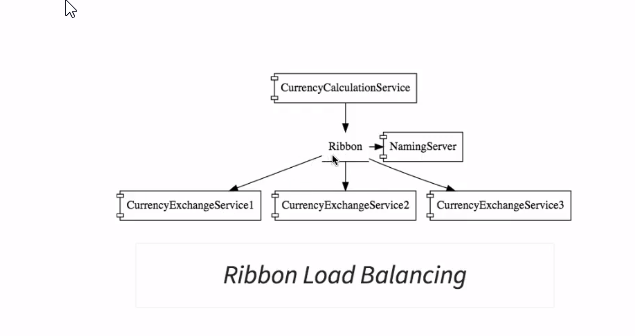 CurrencyCalculationService
Ribbon
NamingServer
CurrencyExchangeService1
CurrencyExchangeService2
CurrencyExchangeService3
Ribbon Load Balancing